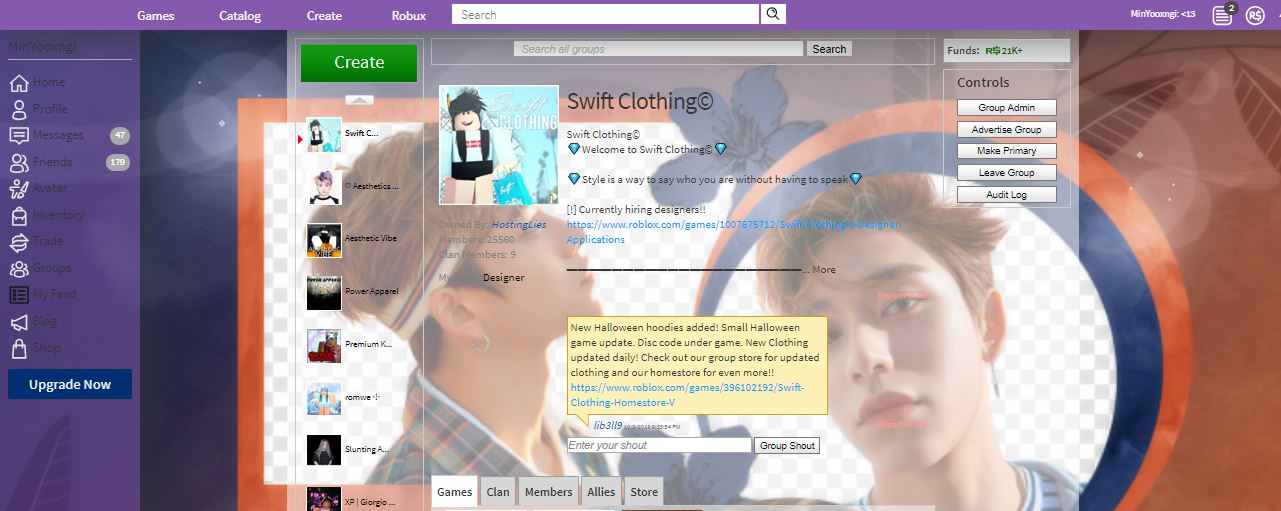 Games Catalog Create Robux Search MinYooxngi: <13 2
MinYooxngi
Home
Profile
Messages 47
Friends 179
Avatar
Inventory
Trade
Groups
My Feed
Blog
Shop
Upgrade Now
Create
Swift C...
♡ Aesthetics ...
Aesthetic Vibe
Power Apparel
Premium K...
romwe
Slunting A...
XP | Giorgio
Search all groups Search
Swift CLOTHING
Owned By: HostingLies
Members: 25560
Clan Members: 9
My Designer
Swift Clothing©
Swift Clothing©
💎Welcome to Swift Clothing©💎
💎Style is a way to say who you are without having to speak💎
[!] Currently hiring designers!!
https://www.roblox.com/games/1007675712/Swift-Clothing-s-Designer-
Applications
... More
New Halloween hoodies added! Small Halloween
game update. Disc code under game. New Clothing
updated daily! Check out our group store for updated
clothing and our homestore for even more!!
https://www.roblox.com/games/396102192/Swift-
Clothing-Homestore-V
lib3ll9
Enter your shout Group Shout
Report Abuse
Report Abuse
Games Clan Members Allies Store
Funds: R$ 21K+
Controls
Group Admin
Advertise Group
Make Primary
Leave Group
Audit Log